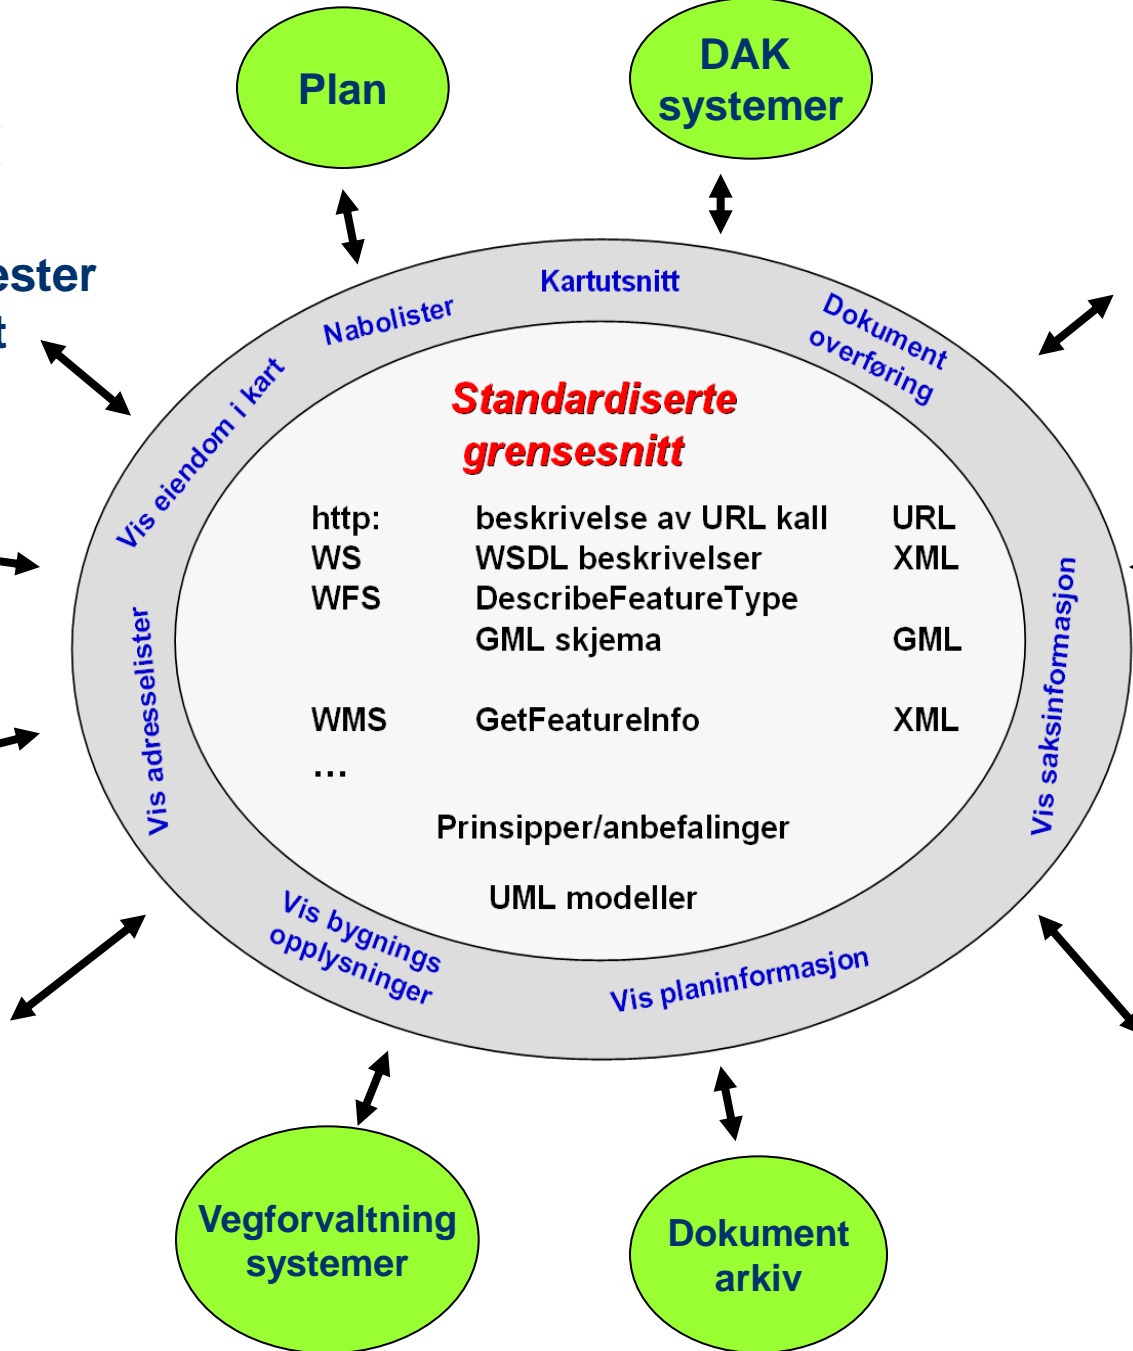 Plan
DAK
systemer
ester
t
Kartutsnitt
Nabolister
Dokument
overføring
Vis eiendom i kart
Standardiserte
grensesnitt
http: beskrivelse av URL kall URL
WS WSDL beskrivelser XML
WFS DescribeFeatureType
GML skjema GML
WMS GetFeatureInfo XML
...
Prinsipper/anbefalinger
UML modeller
Vis adresselister
Vis saksinformasjon
Vis bygnings
opplysninger
Vis planinformasjon
Vegforvaltning
systemer
Dokument
arkiv